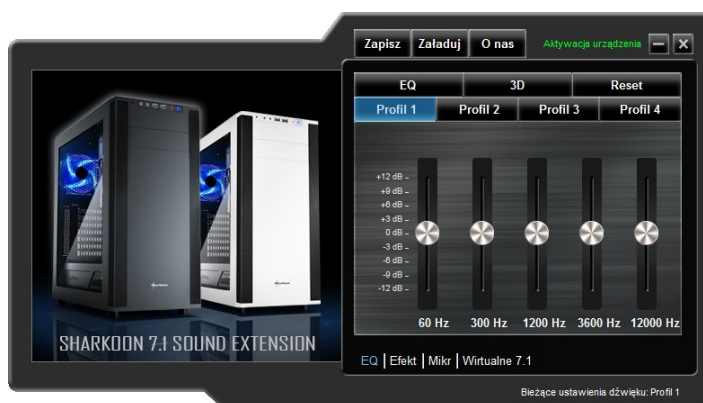 Zapisz Załaduj O nas Aktywacja urządzenia
EQ 3D Reset
Profil 1 Profil 2 Profil 3 Profil 4
+12 dB
+9 dB
+6 dB
+3 dB
0 dB
-3 dB
-6 dB
-9 dB
-12 dB
60 Hz 300 Hz 1200 Hz 3600 Hz 12000 Hz
SHARKOON 7.1 SOUND EXTENSION
EQ | Efekt | Mikr | Wirtualne 7.1
Bieżące ustawienia dźwięku: Profil 1